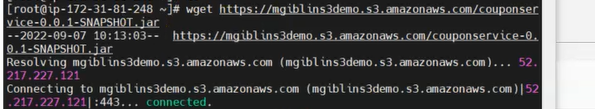 [root@ip-172-31-81-248 ~]# wget https://mgiblins3demo.s3.amazonaws.com/couponser
vice-0.0.1-SNAPSHOT.jar
--2022-09-07 10:13:03--  https://mgiblins3demo.s3.amazonaws.com/couponservice-0.
0.1-SNAPSHOT.jar
Resolving mgiblins3demo.s3.amazonaws.com (mgiblins3demo.s3.amazonaws.com)... 52.
217.227.121
Connecting to mgiblins3demo.s3.amazonaws.com (mgiblins3demo.s3.amazonaws.com)|52
.217.227.121|:443... connected.